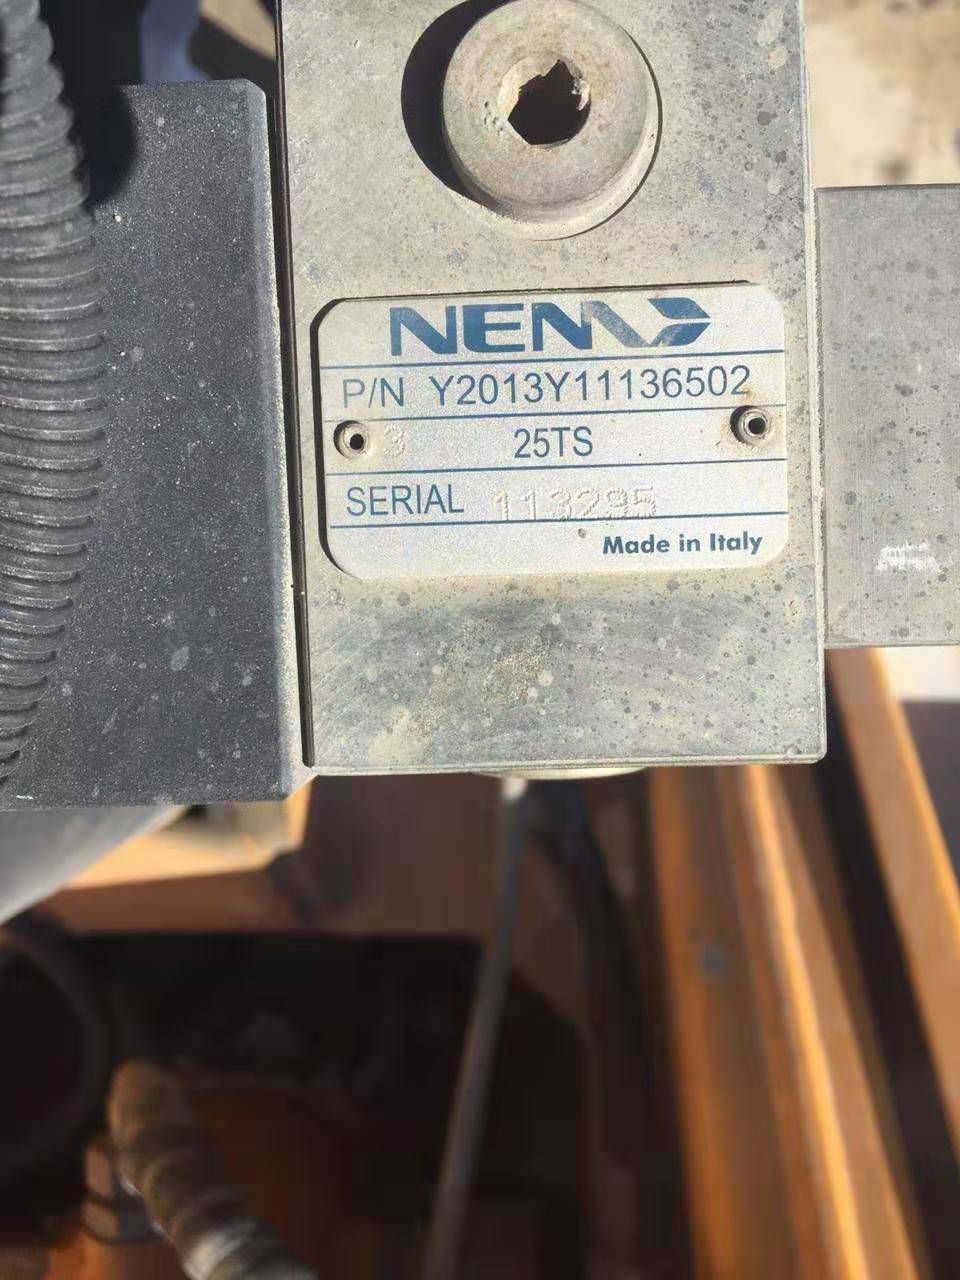 NEM
P/N Y2013Y11136502
3 25TS
SERIAL 113295
Made in Italy